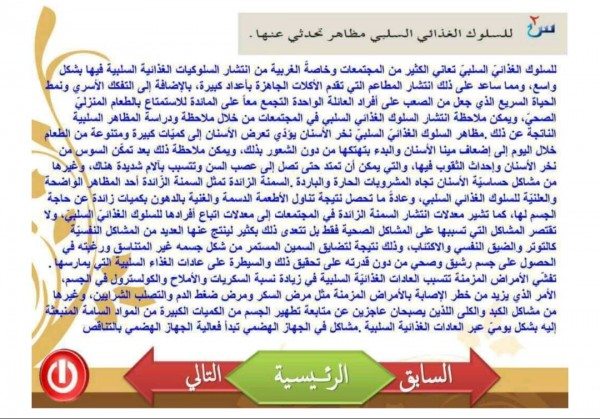 س٢ للسلوك الغذائي السلبي مظاهر تحدثي عنها .
للسلوك الغذائيّ السلبيّ تعاني الكثير من المجتمعات وخاصةً الغربية من انتشار السلوكيات الغذائية السلبية فيها بشكل
واسع، ومما ساعد على ذلك انتشار المطاعم التي تقدم الأكلات الجاهزة بأعداد كبيرة، بالإضافة إلى التفكك الأسري ونمط
الحياة السريع الذي جعل من الصعب على أفراد العائلة الواحدة التجمع معاً على المائدة للاستمتاع بالطعام المنزليّ
الصحيّ، ويمكن ملاحظة انتشار السلوك الغذائي السلبي في المجتمعات من خلال ملاحظة ودراسة المظاهر السلبية
الناتجة عن ذلك .مظاهر السلوك الغذائيّ السلبيّ نخر الأسنان يؤدي تعرض الأسنان إلى كميّات كبيرة ومتنوعة من الطعام
خلال اليوم إلى إضعاف مينا الأسنان والبدء بتهتكها من دون الشعور بذلك، ويمكن ملاحظة ذلك بعد تمكّن السوس من
نخر الأسنان وإحداث الثقوب فيها، والتي يمكن أن تمتد حتى تصل إلى عصب السن وتتسبب بآلام شديدة هناك، وغيرها
من مشاكل حساسيّة الأسنان تجاه المشروبات الحارة والباردة .السمنة الزائدة تمثل السمنة الزّائدة أحد المظاهر الواضحة
والعلنيّة للسلوك الغذائي السلبي، وعادةً ما تحصل نتيجة تناول الأطعمة الدسمة والغنية بالدهون بكميات زائدة عن حاجة
الجسم لها، كما تشير معدلات انتشار السمنة الزائدة في المجتمعات إلى معدلات اتباع أفرادها للسلوك الغذائيّ السلبي، ولا
تقتصر المشاكل التي تسببها على المشاكل الصحية فقط بل تتعدى ذلك بكثير لينتج عنها العديد من المشاكل النفسيّة
كالتوتر والضيق النفسي والاكتئاب، وذلك نتيجة لتضايق السمين المستمر من شكل جسمه غير المتناسق ورغبته في
الحصول على جسم رشيق وصحي من دون قدرته على تحقيق ذلك والسيطرة على عادات الغذاء السلبية التي يمارسها .
تفشّي الأمراض المزمنة تتسبب العادات الغذائيّة السلبية في زيادة نسبة السكريات والأملاح والكولسترول في الجسم،
الأمر الذي يزيد من خطر الإصابة بالأمراض المزمنة مثل مرض السكر ومرض ضغط الدم والتصلب الشرايين، وغيرها
من مشاكل الكبد والكلى اللذين يصبحان عاجزين عن متابعة تطهير الجسم من الكميات الكبيرة من المواد السامة المنبعثة
إليه بشكل يوميّ عبر العادات الغذائيّة السلبية .مشاكل في الجهاز الهضمي تبدأ فعالية الجهاز الهضمي بالتناقص
السابق
الرئيسية
التالي